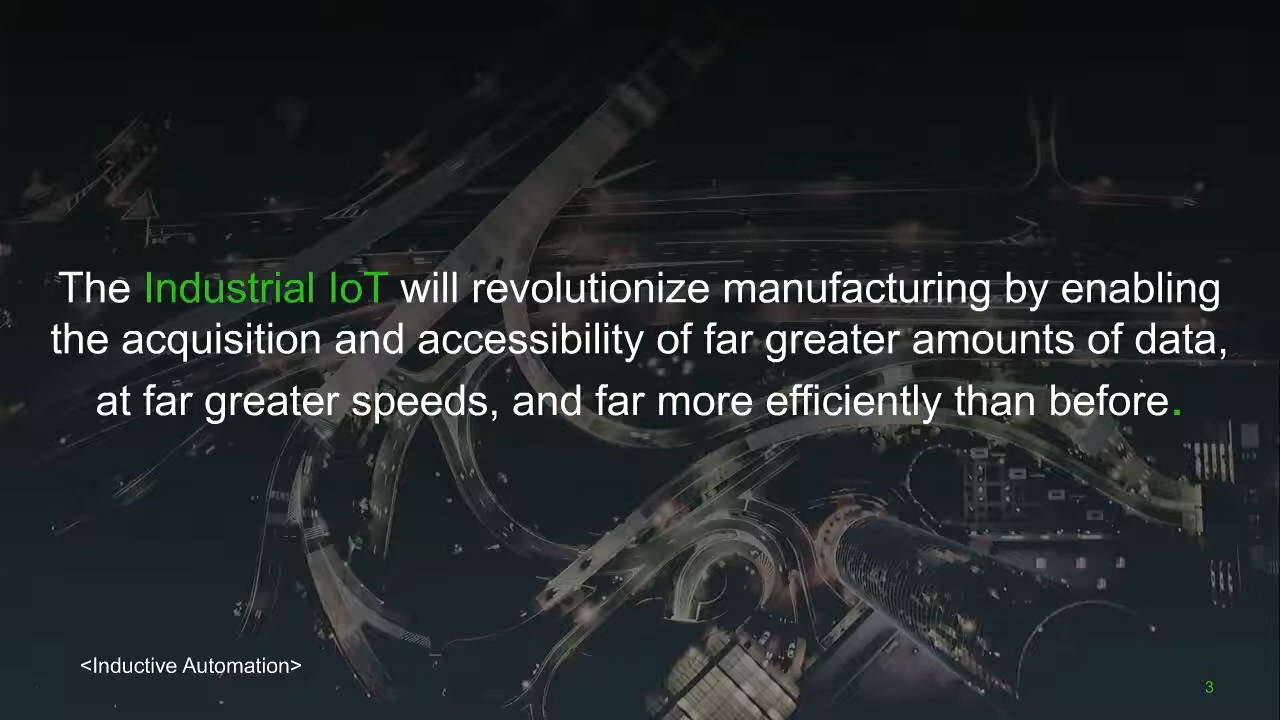 The Industrial IoT will revolutionize manufacturing by enabling
the acquisition and accessibility of far greater amounts of data,
at far greater speeds, and far more efficiently than before.
<Inductive Automation>
3